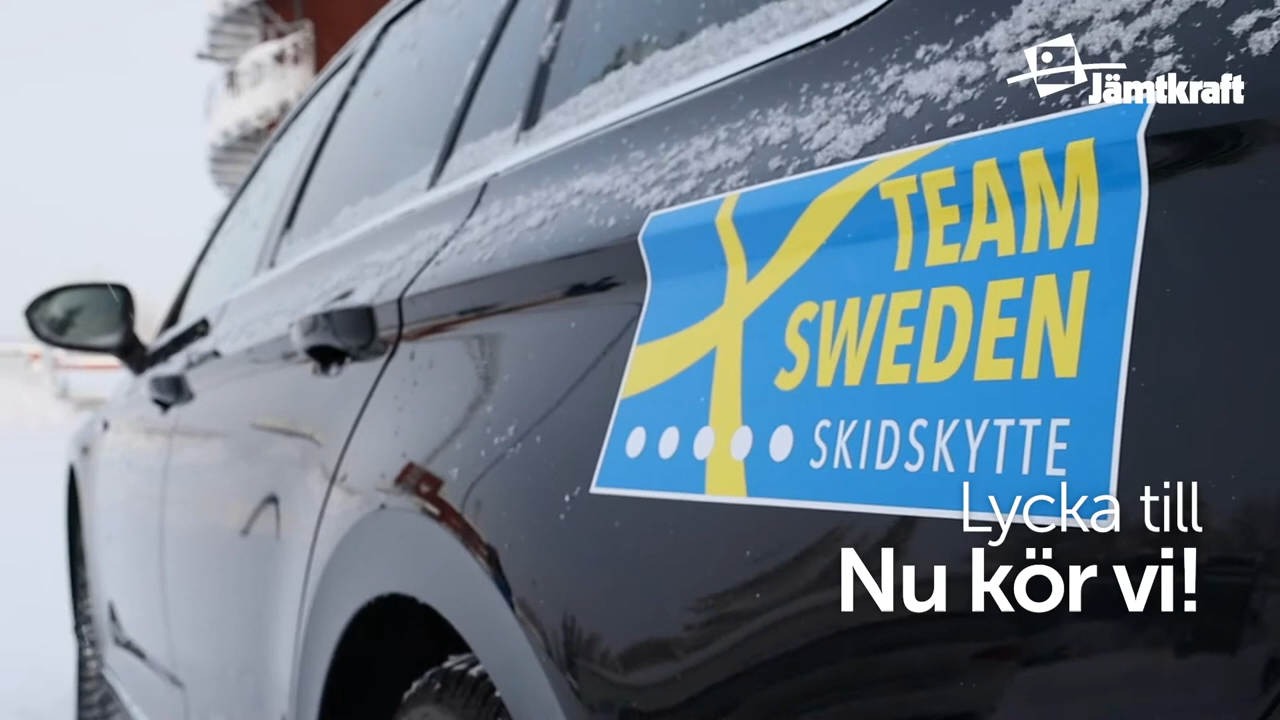 Jämtkraft
TEAM
SWEDEN
SKIDSKYTTE
Lycka till
Nu kör vi!